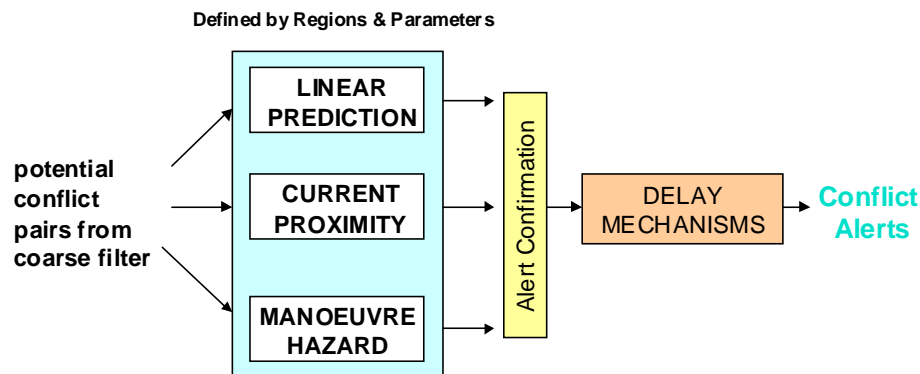 Defined by Regions & Parameters
LINEAR
PREDICTION
potential
conflict
pairs from
coarse filter
CURRENT
PROXIMITY
MANOEUVRE
HAZARD
Alert Confirmation
DELAY
MECHANISMS
Conflict
Alerts